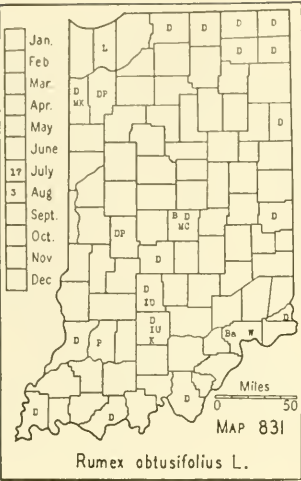 D D D D
L D D
Jan.
Feb
D DP
MK
Mar.
Apr.
D
May
June
17 July
3 Aug
B D D
MC
Sept.
DP
Oct.
D
Nov
Dec
D
IU
D
D
IU
K
D P Ba W
Miles
0 50
D D D
MAP 831
Rumex obtusifolius L.